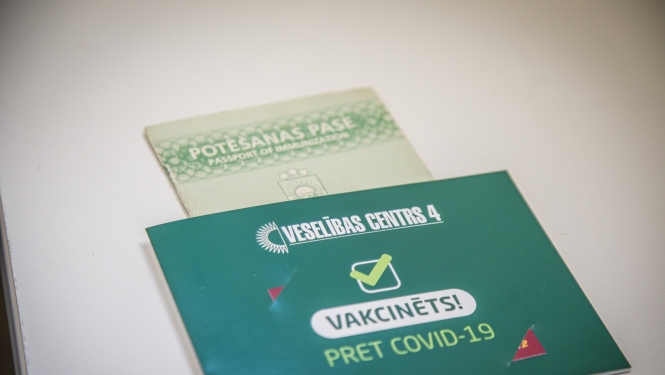 POTĒŠANAS PASE
PASSPORT OF IMMUNIZATION
VESELĪBAS CENTRS 4
VAKCINĒTS!
PRET COVID-19